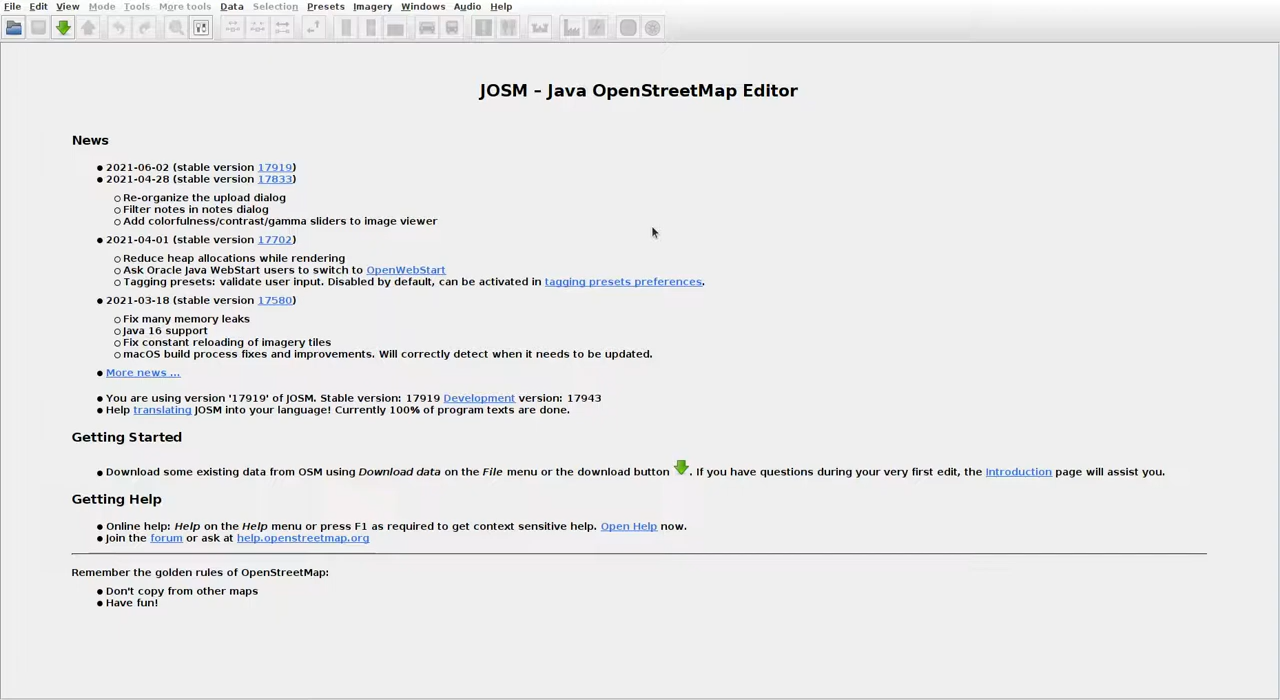 File Edit View Mode Tools More tools Data Selection Presets Imagery Windows Audio Help
JOSM – Java OpenStreetMap Editor
News
2021-06-02 (stable version 17919)
2021-04-28 (stable version 17833)
Re-organize the upload dialog
Filter notes in notes dialog
Add colorfulness/contrast/gamma sliders to image viewer
2021-04-01 (stable version 17702)
Reduce heap allocations while rendering
Ask Oracle Java WebStart users to switch to OpenWebStart
Tagging presets: validate user input. Disabled by default, can be activated in tagging presets preferences.
2021-03-18 (stable version 17580)
Fix many memory leaks
Java 16 support
Fix constant reloading of imagery tiles
macOS build process fixes and improvements. Will correctly detect when it needs to be updated.
More news ...
You are using version '17919' of JOSM. Stable version: 17919 Development version: 17943
Help translating JOSM into your language! Currently 100% of program texts are done.
Getting Started
Download some existing data from OSM using Download data on the File menu or the download button . If you have questions during your very first edit, the Introduction page will assist you.
Getting Help
Online help: Help on the Help menu or press F1 as required to get context sensitive help. Open Help now.
Join the forum or ask at help.openstreetmap.org
Remember the golden rules of OpenStreetMap:
Don't copy from other maps
Have fun!